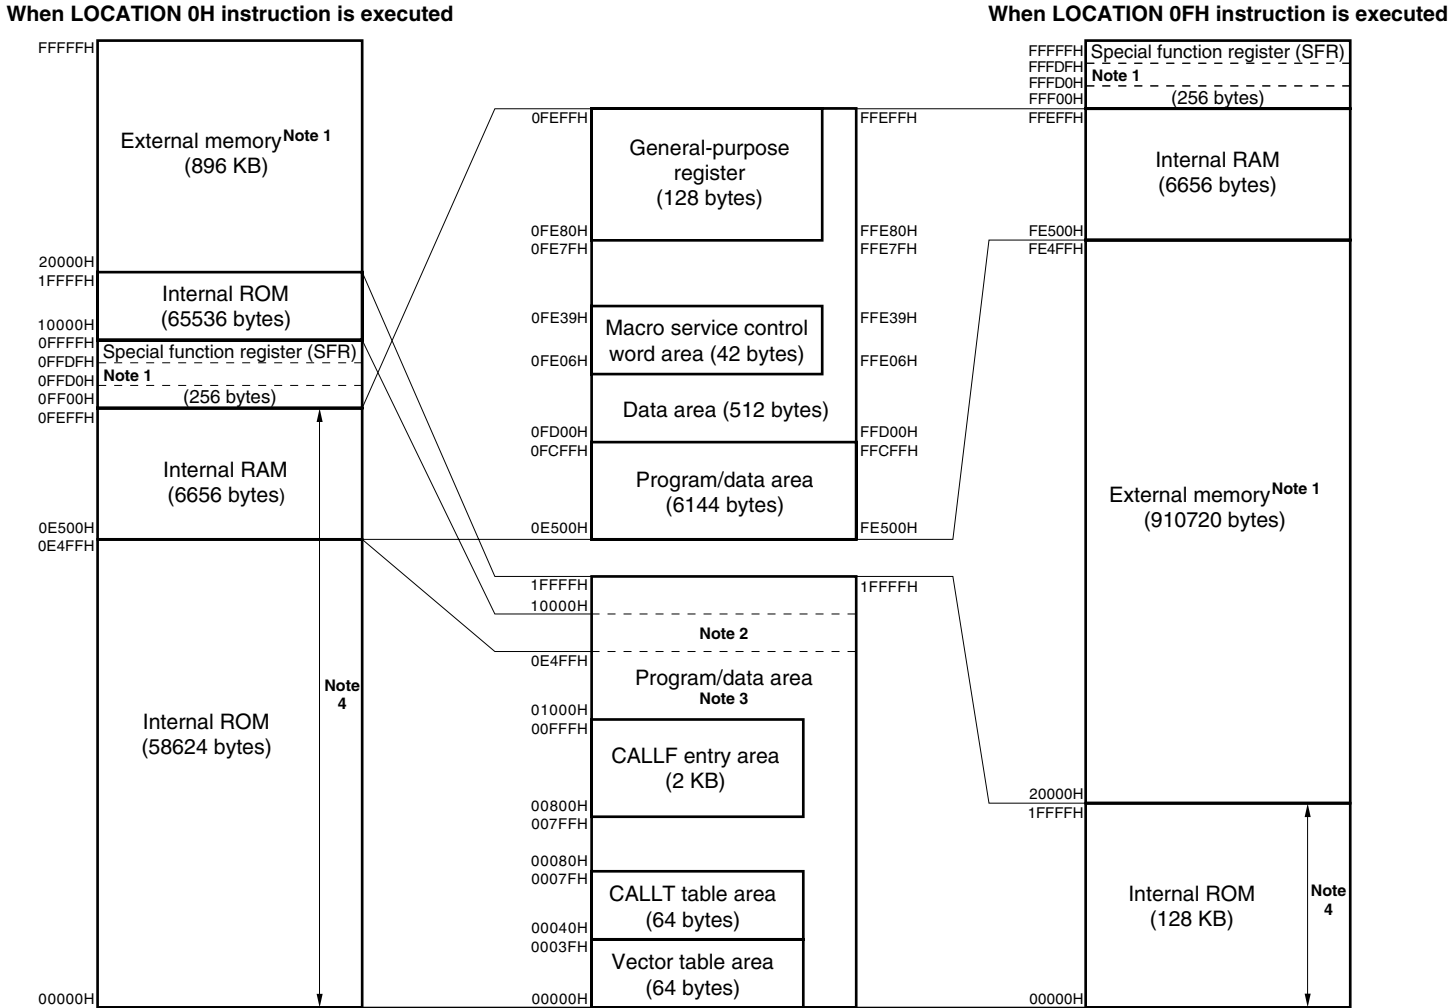 When LOCATION 0H instruction is executed
When LOCATION 0FH instruction is executed
FFFFFH
External memory Note 1
(896 KB)
20000H
1FFFFH
Internal ROM
(65536 bytes)
10000H
0FFFFH
Special function register (SFR)
0FFDFH
Note 1
0FFD0H
0FF00H
(256 bytes)
0FEFFH
Internal RAM
(6656 bytes)
0E500H
0E4FFH
Note
4
Internal ROM
(58624 bytes)
00000H
0FEFFH
FFEFFH
General-purpose
register
(128 bytes)
0FE80H
FFE80H
0FE7FH
FFE7FH
0FE39H
FFE39H
Macro service control
word area (42 bytes)
0FE06H
FFE06H
Data area (512 bytes)
0FD00H
FFD00H
0FCFFH
FFCFFH
Program/data area
(6144 bytes)
0E500H
FE500H
1FFFFH
1FFFFH
10000H
Note 2
0E4FFH
Program/data area
Note 3
01000H
00FFFH
CALLF entry area
(2 KB)
00800H
007FFH
00080H
0007FH
CALLT table area
(64 bytes)
00040H
0003FH
Vector table area
(64 bytes)
00000H
FFFFFH
Special function register (SFR)
FFFDFH
Note 1
FFFD0H
FFF00H
(256 bytes)
FFEFFH
Internal RAM
(6656 bytes)
FE500H
FE4FFH
External memory Note 1
(910720 bytes)
20000H
1FFFFH
Internal ROM
(128 KB)
Note
4
00000H